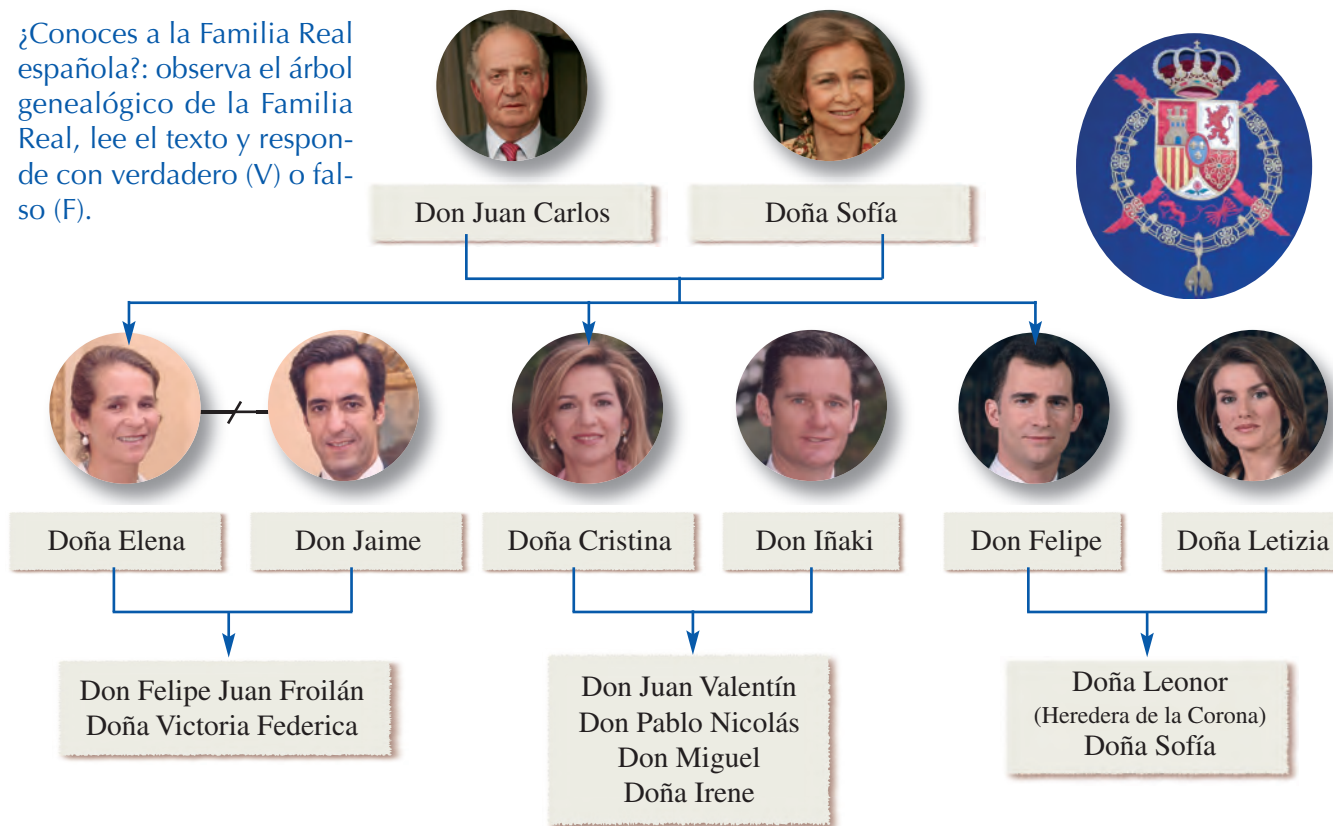 ¿Conoces a la Familia Real
española?: observa el árbol
genealógico de la Familia
Real, lee el texto y respon-
de con verdadero (V) o fal-
so (F).
Don Juan Carlos
Doña Sofía
Doña Elena
Don Jaime
Doña Cristina
Don Iñaki
Don Felipe
Doña Letizia
Don Felipe Juan Froilán
Doña Victoria Federica
Don Juan Valentín
Don Pablo Nicolás
Don Miguel
Doña Irene
Doña Leonor
(Heredera de la Corona)
Doña Sofía